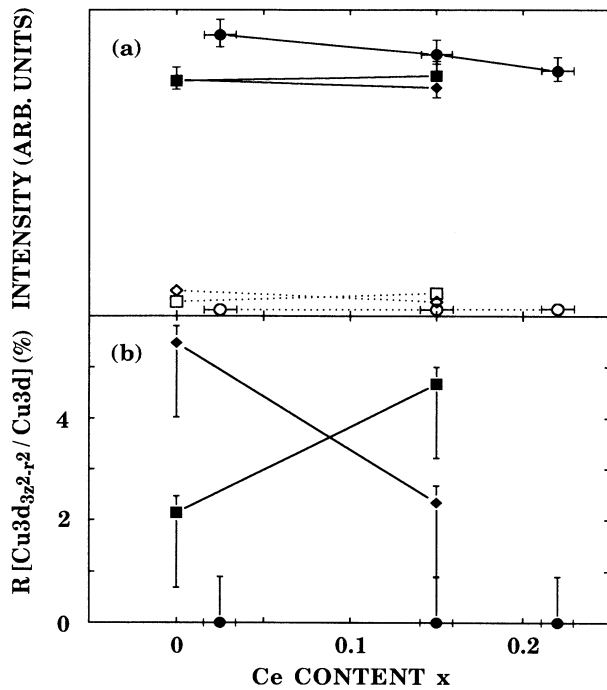 (a)
INTENSITY (ARB. UNITS)
(b)
R [Cu3d3z2-r2 / Cu3d] (%)
4
2
0
0
0.1
0.2
Ce CONTENT x